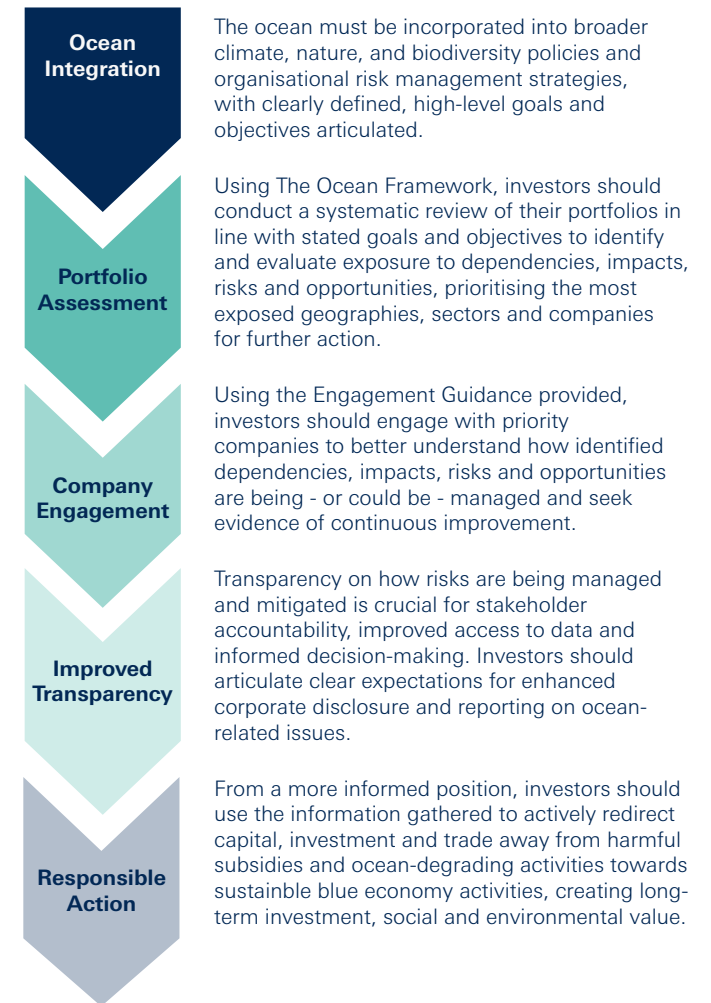 Ocean
Integration
The ocean must be incorporated into broader
climate, nature, and biodiversity policies and
organisational risk management strategies,
with clearly defined, high-level goals and
objectives articulated.
Portfolio
Assessment
Using The Ocean Framework, investors should
conduct a systematic review of their portfolios in
line with stated goals and objectives to identify
and evaluate exposure to dependencies, impacts,
risks and opportunities, prioritising the most
exposed geographies, sectors and companies
for further action.
Company
Engagement
Using the Engagement Guidance provided,
investors should engage with priority
companies to better understand how identified
dependencies, impacts, risks and opportunities
are being - or could be - managed and seek
evidence of continuous improvement.
Improved
Transparency
Transparency on how risks are being managed
and mitigated is crucial for stakeholder
accountability, improved access to data and
informed decision-making. Investors should
articulate clear expectations for enhanced
corporate disclosure and reporting on ocean-
related issues.
Responsible
Action
From a more informed position, investors should
use the information gathered to actively redirect
capital, investment and trade away from harmful
subsidies and ocean-degrading activities towards
sustainble blue economy activities, creating long-
term investment, social and environmental value.